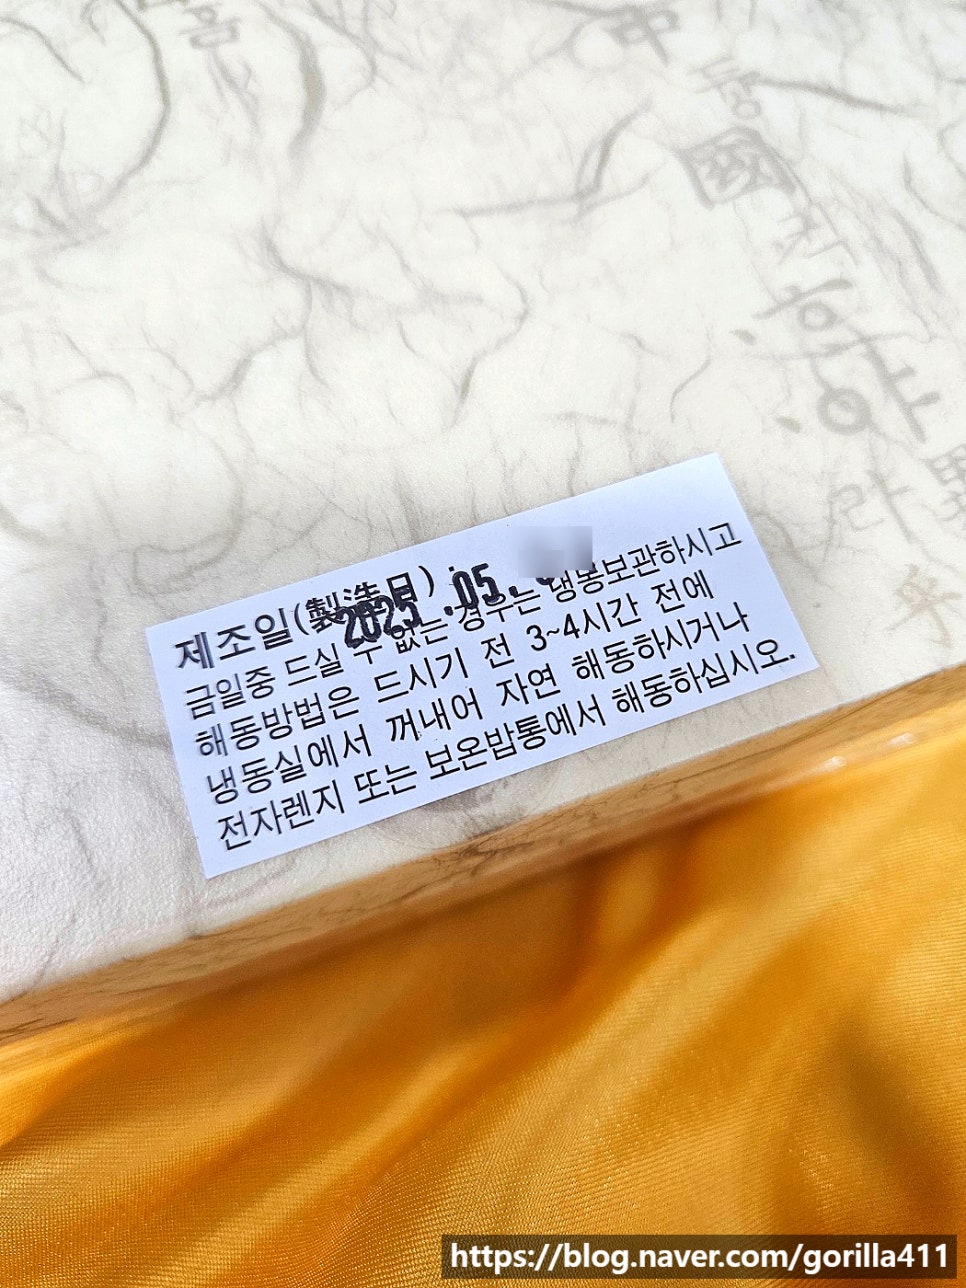 제조일(製造日) : 2025 .05.
금일중 드실 수 없는 경우는 냉동보관하시고
해동방법은 드시기 전 3~4시간 전에
냉동실에서 꺼내어 자연 해동하시거나
전자렌지 또는 보온밥통에서 해동하십시오.
https://blog.naver.com/gorilla411